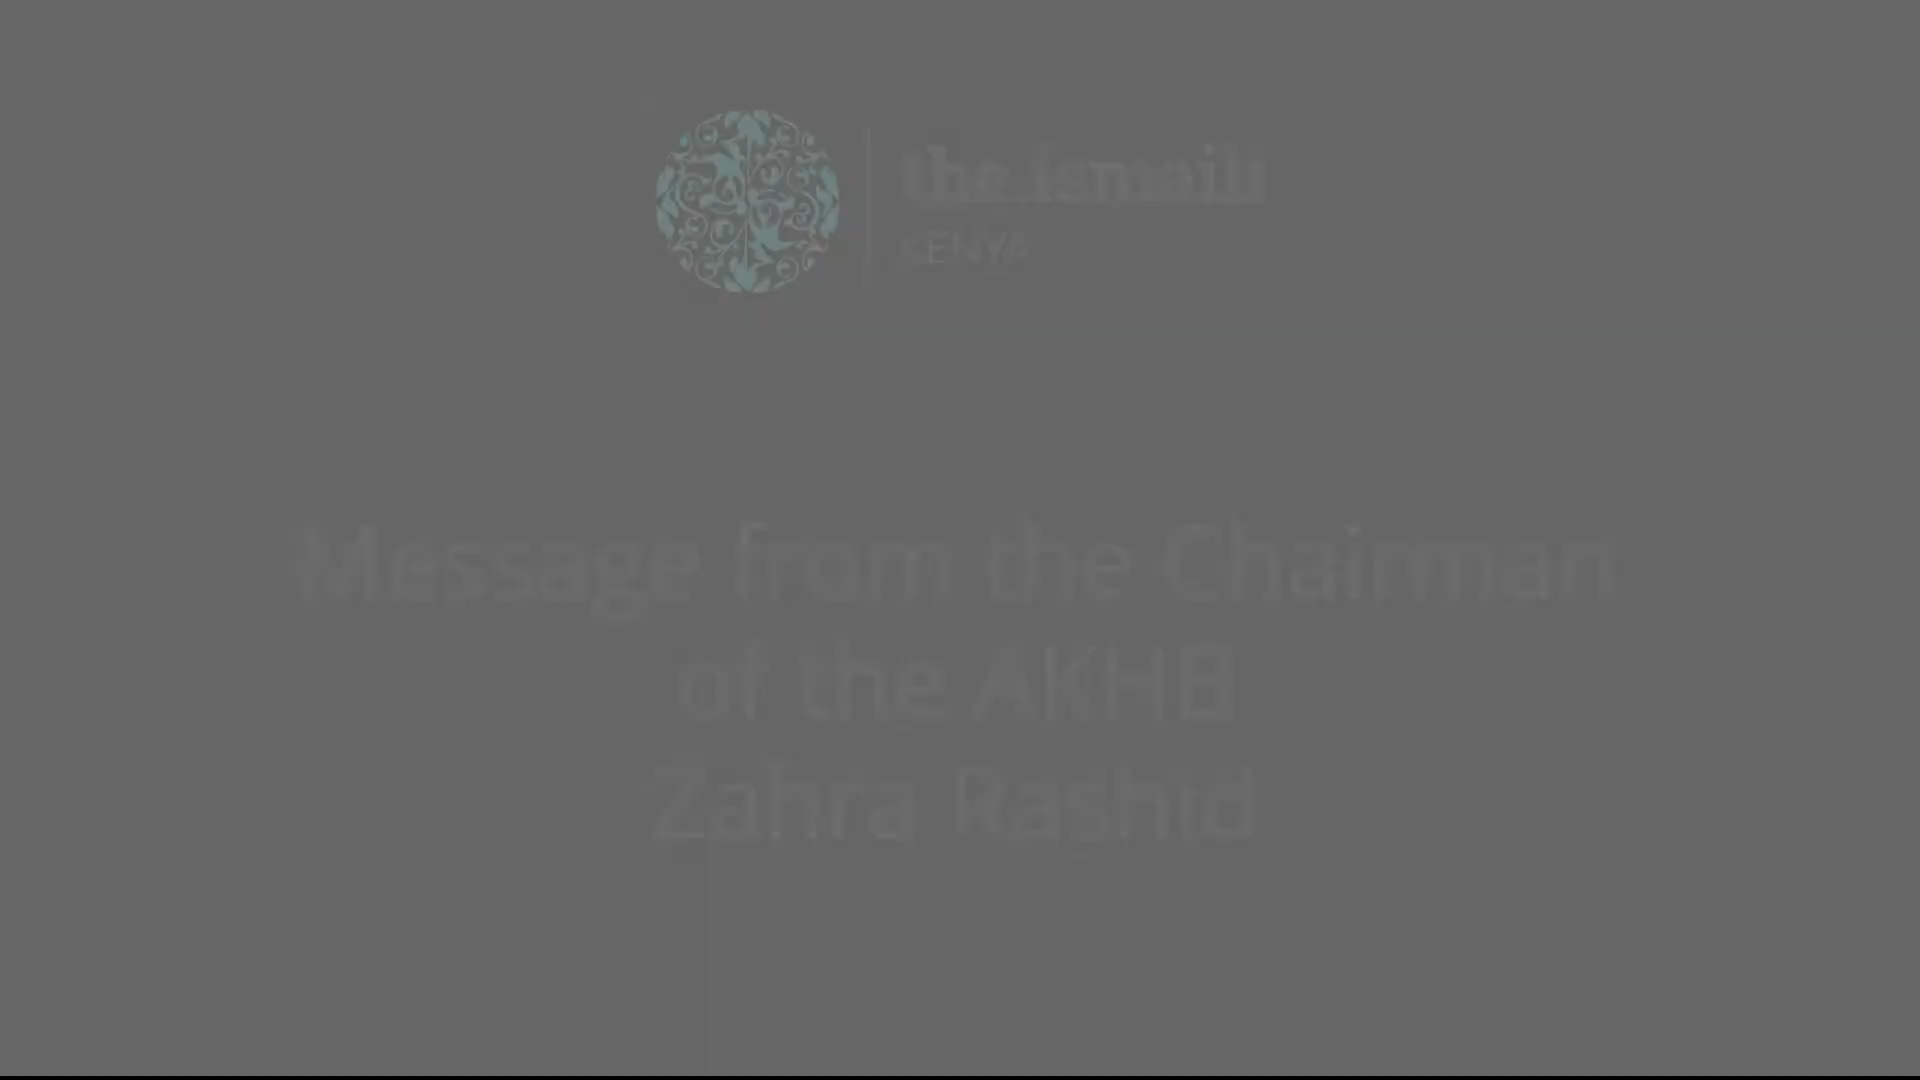 the.Ismaili
KENYA
Message from the Chairman
of the AKHB
Zahra Rashid